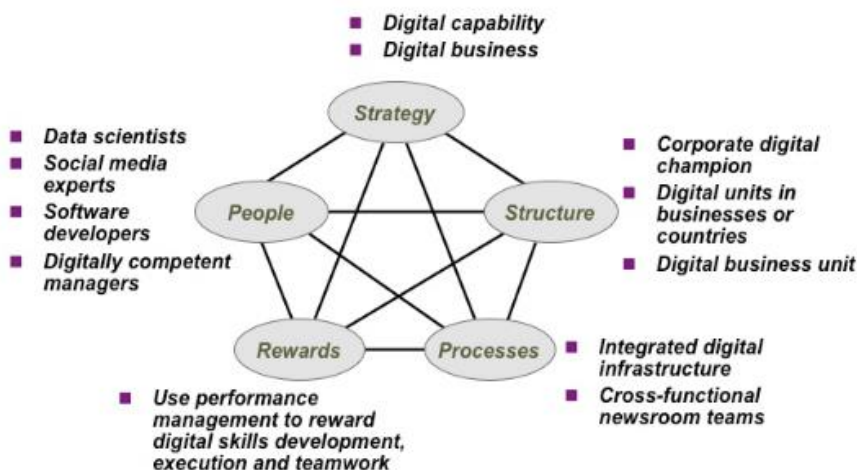 Digital capability
Digital business
Strategy
Data scientists
Social media
experts
Software
developers
Digitally competent
managers
People
Structure
Corporate digital
champion
Digital units in
businesses or
countries
Digital business unit
Rewards
Processes
Integrated digital
infrastructure
Cross-functional
newsroom teams
Use performance
management to reward
digital skills development,
execution and teamwork